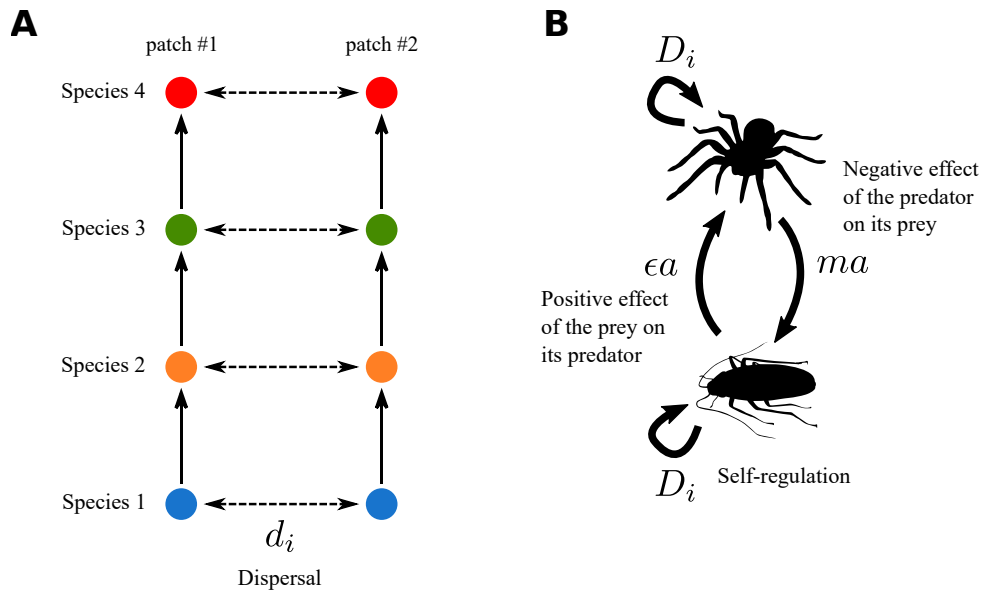 A
patch #1
patch #2
Species 4
Species 3
Species 2
Species 1
d_i
Dispersal
B
D_i
Negative effect
of the predator
on its prey
ϵa
ma
Positive effect
of the prey on
its predator
D_i
Self-regulation